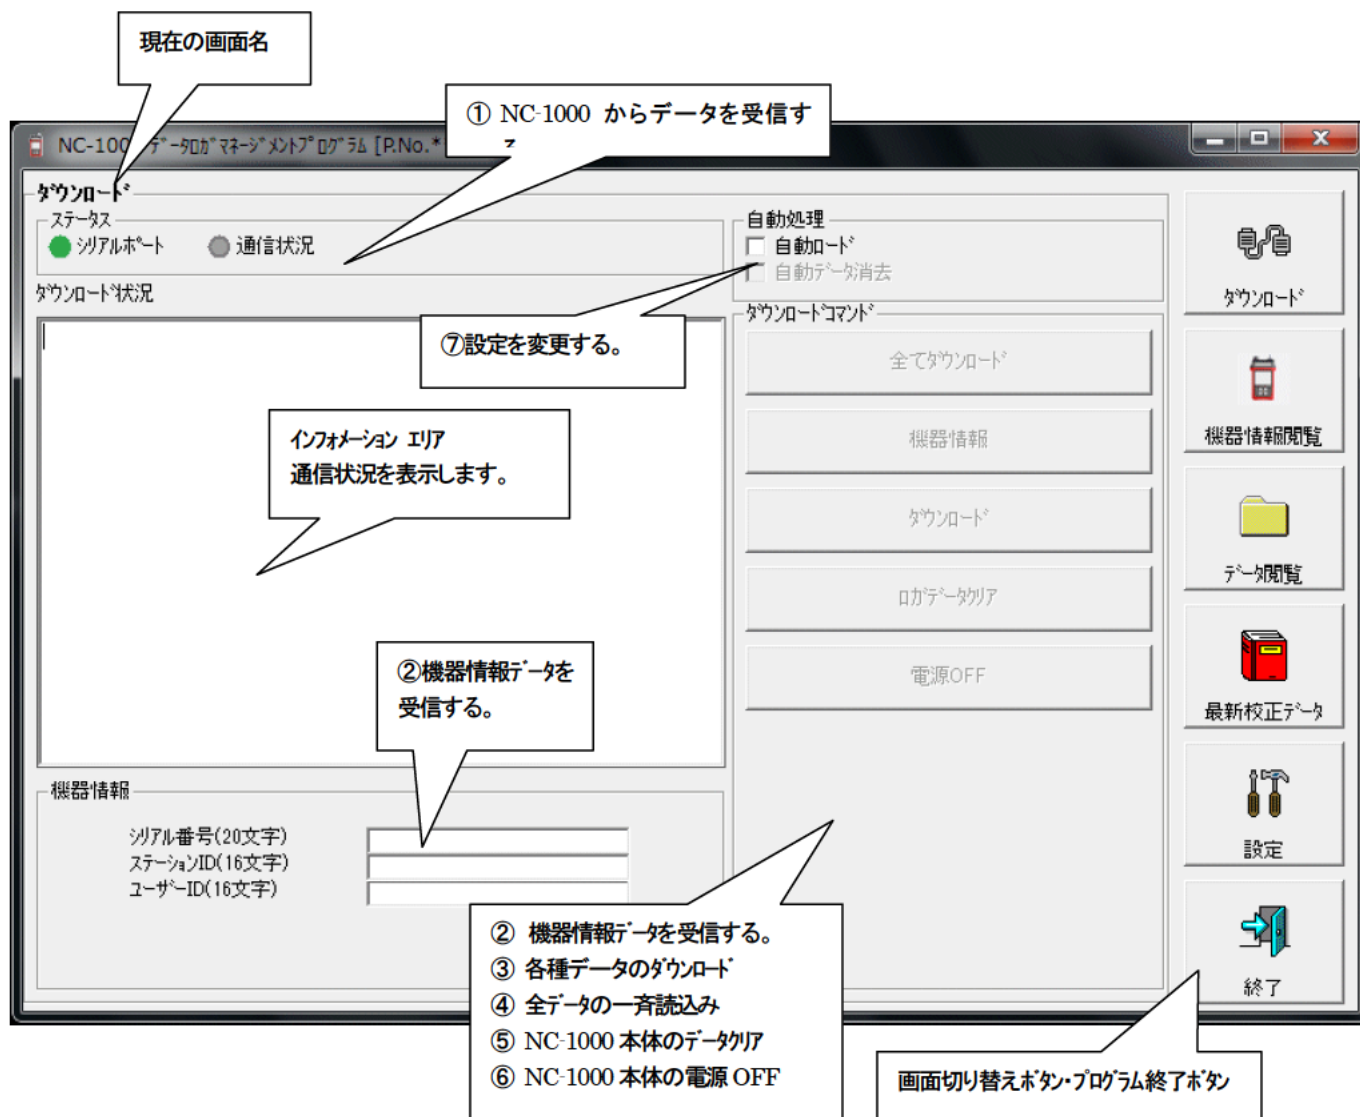 現在の画面名
① NC-1000 からデータを受信す
NC-100
ﾃﾞｰﾀﾛｶﾞﾏﾈｰｼﾞﾒﾝﾄﾌﾟﾛｸﾞﾗﾑ [P.No.*
ﾀﾞｳﾝﾛｰﾄﾞ
ｽﾃｰﾀｽ
ｼﾘｱﾙﾎﾟｰﾄ
通信状況
自動処理
自動ﾛｰﾄﾞ
自動ﾃﾞｰﾀ消去
ﾀﾞｳﾝﾛｰﾄﾞ状況
⑦設定を変更する。
ﾀﾞｳﾝﾛｰﾄﾞｺﾏﾝﾄﾞ
全てﾀﾞｳﾝﾛｰﾄﾞ
機器情報
ﾀﾞｳﾝﾛｰﾄﾞ
ﾛｶﾞﾃﾞｰﾀｸﾘｱ
電源OFF
ｲﾝﾌｫﾒｰｼｮﾝ ｴﾘｱ
通信状況を表示します。
②機器情報ﾃﾞｰﾀを
受信する。
機器情報
ｼﾘｱﾙ番号(20文字)
ｽﾃｰｼｮﾝID(16文字)
ﾕｰｻﾞｰID(16文字)
② 機器情報ﾃﾞｰﾀを受信する。
③ 各種データのﾀﾞｳﾝﾛｰﾄﾞ
④ 全ﾃﾞｰﾀの一斉読込み
⑤ NC-1000 本体のﾃﾞｰﾀｸﾘｱ
⑥ NC-1000 本体の電源 OFF
ﾀﾞｳﾝﾛｰﾄﾞ
機器情報閲覧
ﾃﾞｰﾀ閲覧
最新校正ﾃﾞｰﾀ
設定
終了
画面切り替えﾎﾞﾀﾝ・ﾌﾟﾛｸﾞﾗﾑ終了ﾎﾞﾀﾝ